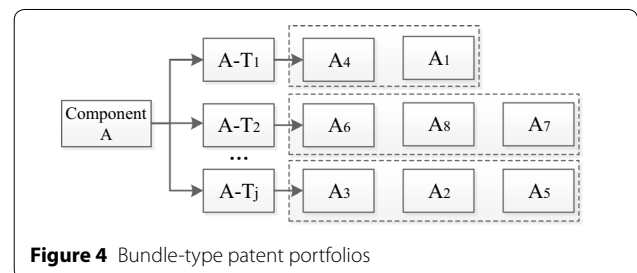 A-T1 A4 A1
Component
A
A-T2 A6 A8 A7
...
A-Tj A3 A2 A5
Figure 4 Bundle-type patent portfolios